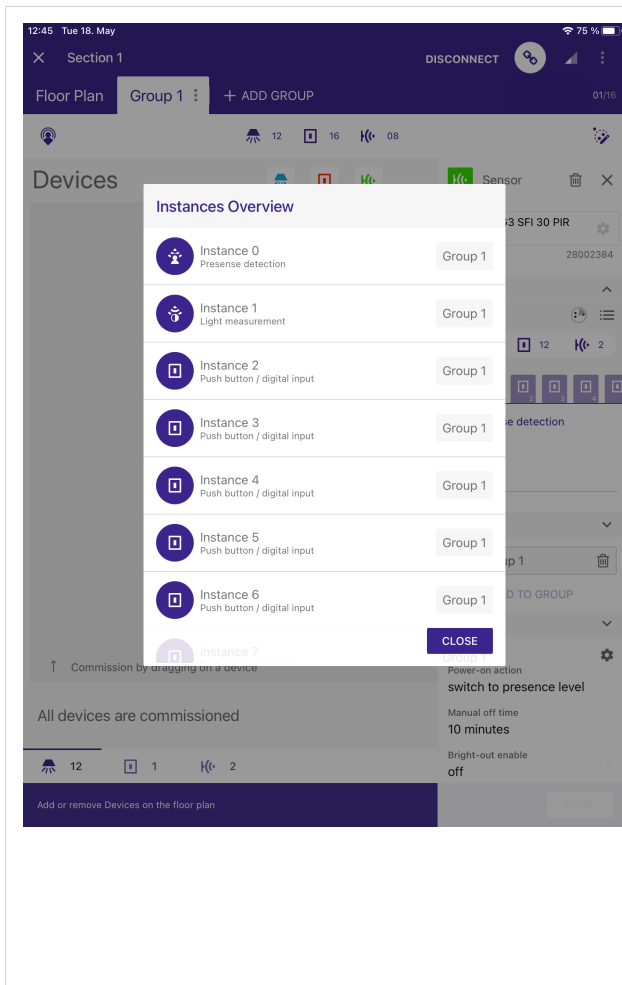 12:45 Tue 18. May 75 %
Section 1 DISCONNECT
Floor Plan Group 1 + ADD GROUP 01/16
12 16 08
Devices Sensor
Instances Overview
G3 SFI 30 PIR
Instance 0
Presense detection
Group 1
28002384
Instance 1
Light measurement
Group 1
12 2
Instance 2
Push button / digital input
Group 1
2 3 4
Instance 3
Push button / digital input
Group 1
detection
Instance 4
Push button / digital input
Group 1
Instance 5
Push button / digital input
Group 1
Instance 6
Push button / digital input
Group 1
TO GROUP
Instance 7
CLOSE
Group 1
↑ Commission by dragging on a device
Power-on action
switch to presence level
All devices are commissioned
Manual off time
10 minutes
Bright-out enable
off
12 1 2
Add or remove Devices on the floor plan